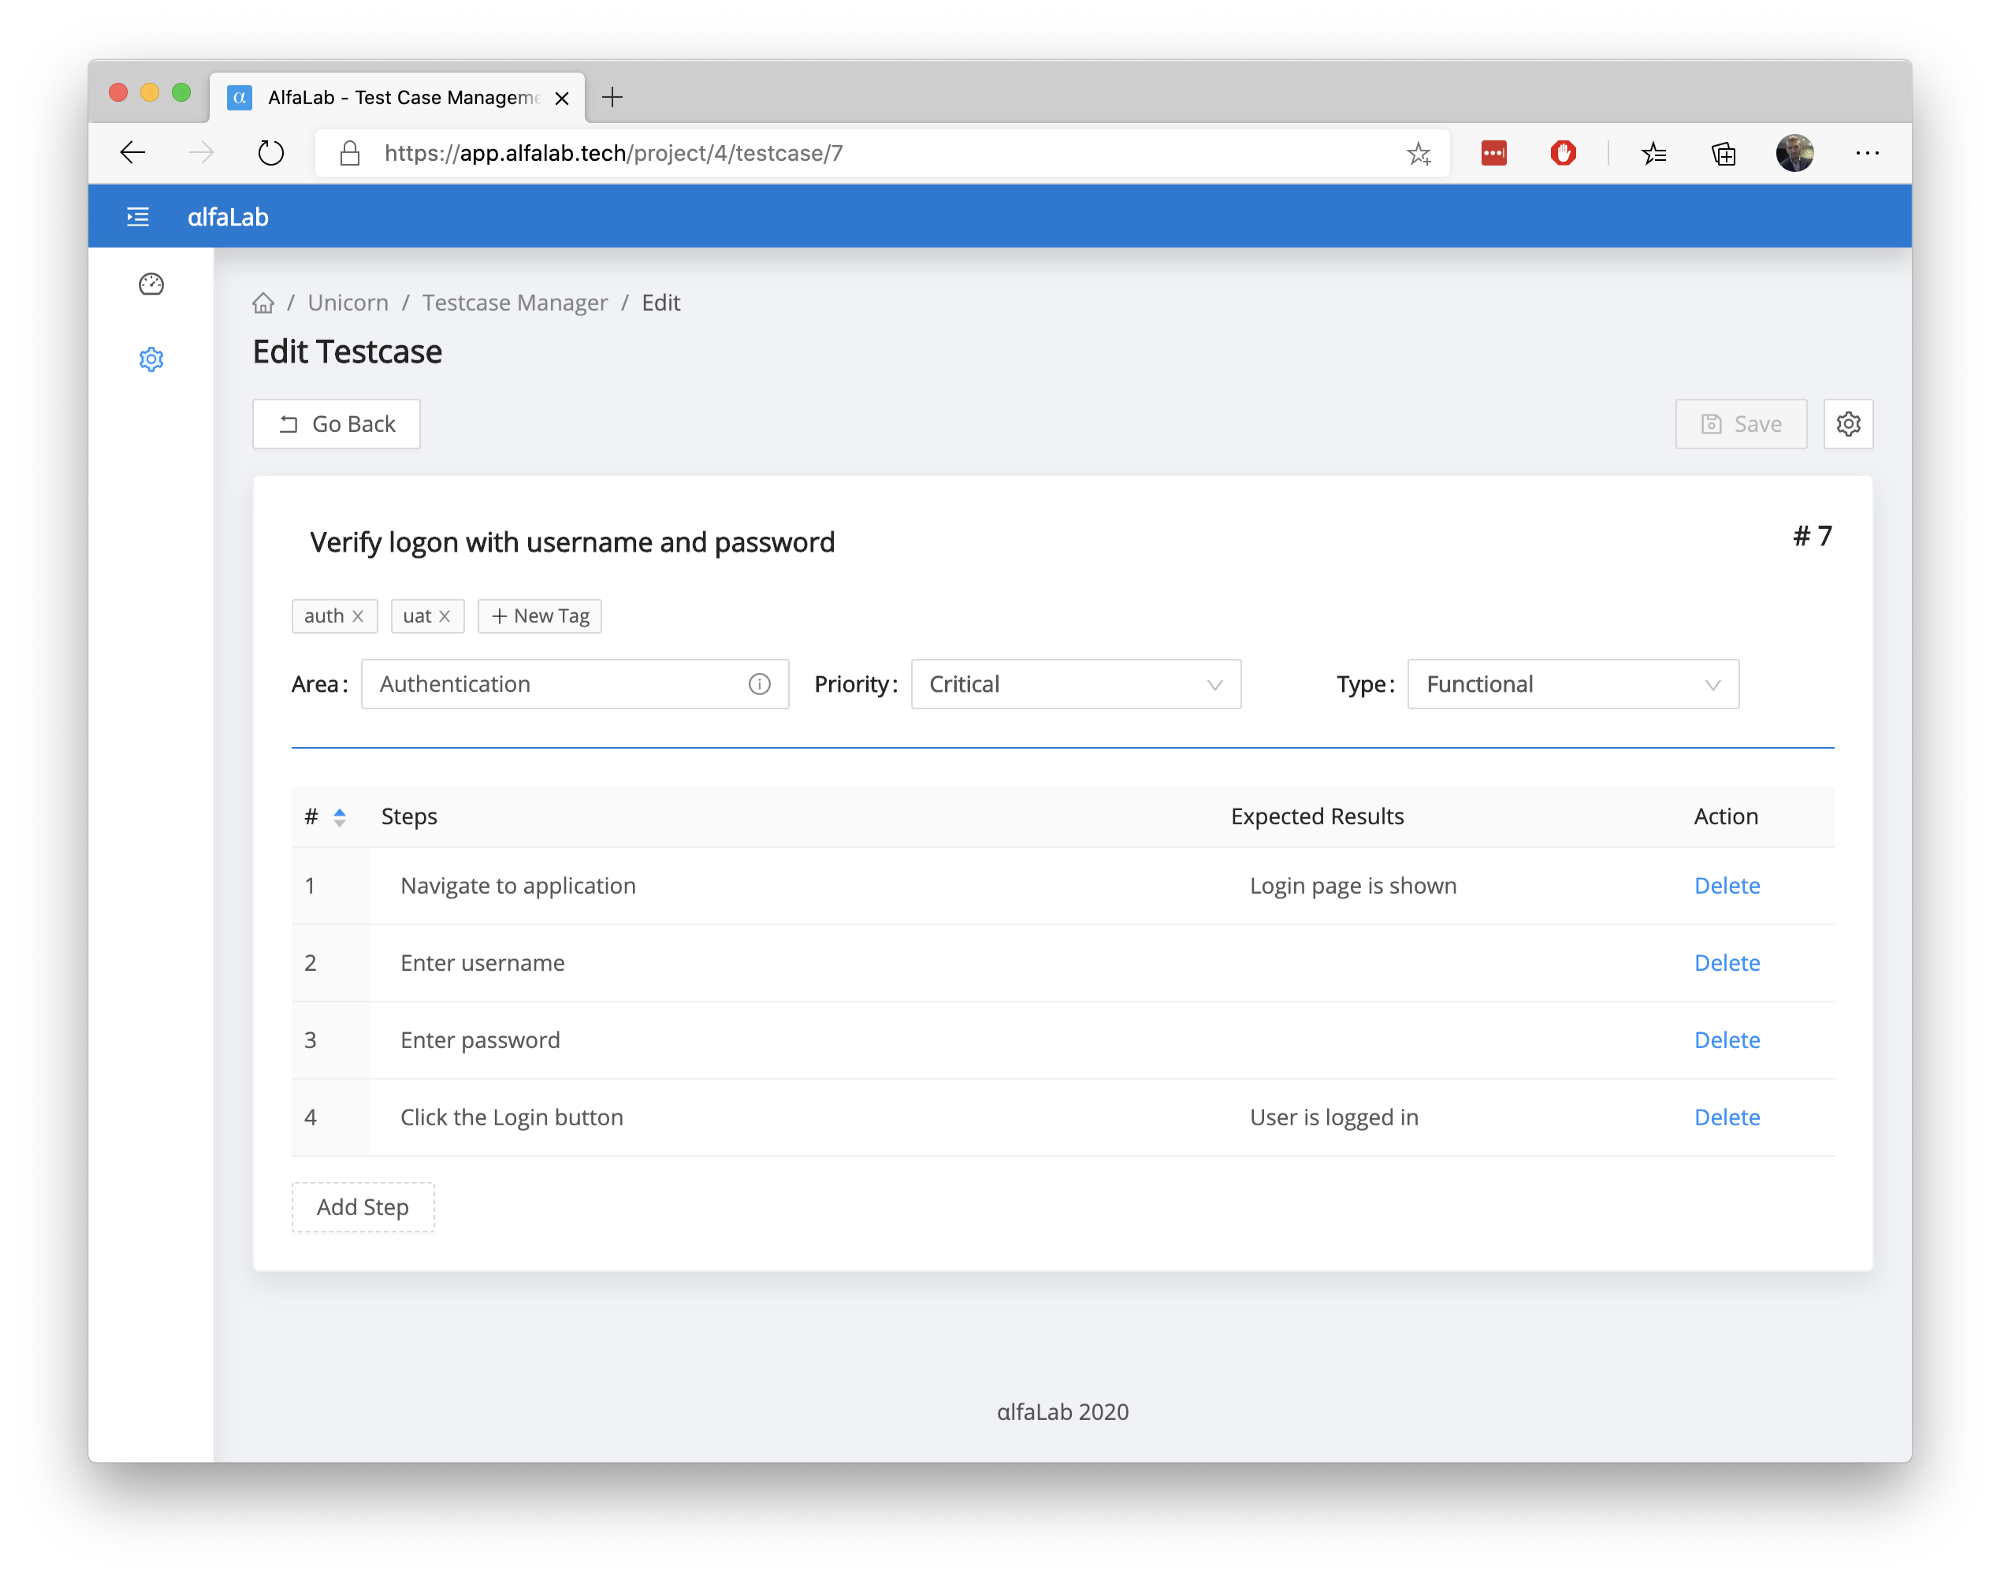 α AlfaLab - Test Case Manageme
https://app.alfalab.tech/project/4/testcase/7
αlfaLab
/ Unicorn / Testcase Manager / Edit
Edit Testcase
Go Back
Save
Verify logon with username and password
# 7
auth uat + New Tag
Area: Authentication Priority: Critical Type: Functional
# Steps Expected Results Action
1 Navigate to application Login page is shown Delete
2 Enter username Delete
3 Enter password Delete
4 Click the Login button User is logged in Delete
Add Step
αlfaLab 2020